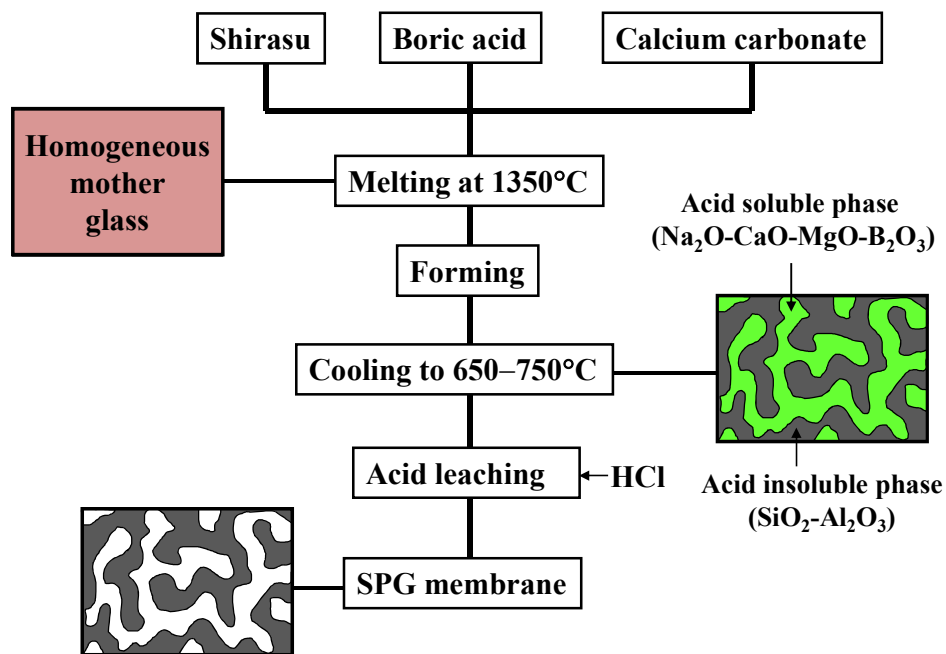 Shirasu
Boric acid
Calcium carbonate
Homogeneous
mother
glass
Melting at 1350°C
Forming
Acid soluble phase
(Na₂O-CaO-MgO-B₂O₃)
Cooling to 650–750°C
Acid leaching
HCl
Acid insoluble phase
(SiO₂-Al₂O₃)
SPG membrane